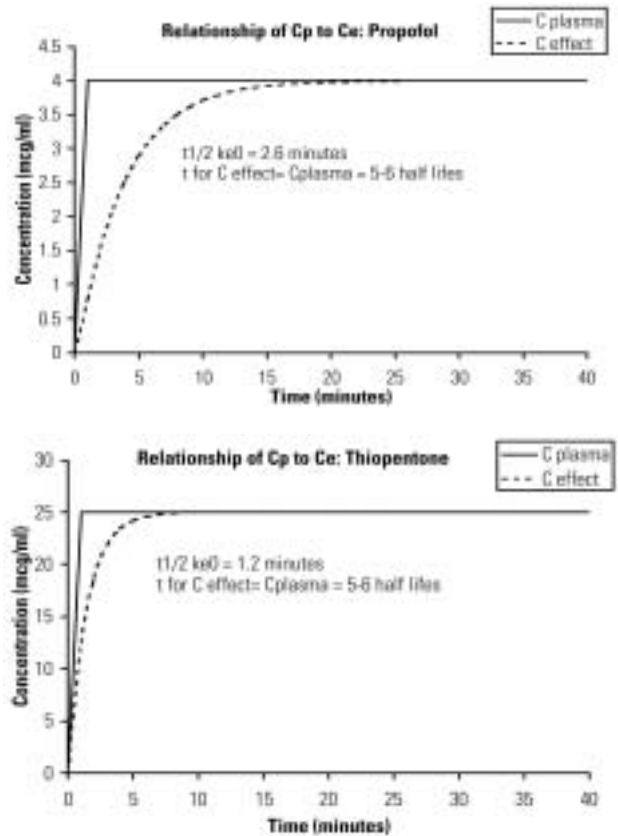 Relationship of Cp to Ce: Propofol
C plasma
C effect
4.5
4
3.5
3
2.5
2
1.5
1
0.5
0
Concentration (mcg/ml)
t1/2 ke0 = 2.6 minutes
t for C effect= Cplasma = 5-6 half lifes
0 5 10 15 20 25 30 35 40
Time (minutes)
Relationship of Cp to Ce: Thiopentone
C plasma
C effect
30
25
20
15
10
5
0
Concentration (mcg/ml)
t1/2 ke0 = 1.2 minutes
t for C effect= Cplasma = 5-6 half lifes
0 5 10 15 20 25 30 35 40
Time (minutes)